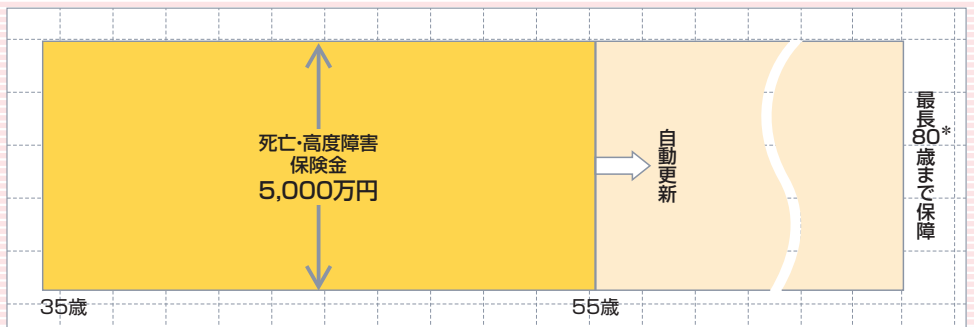 死亡・高度障害
保険金
5,000万円
自動更新
最長80*歳まで保障
35歳
55歳